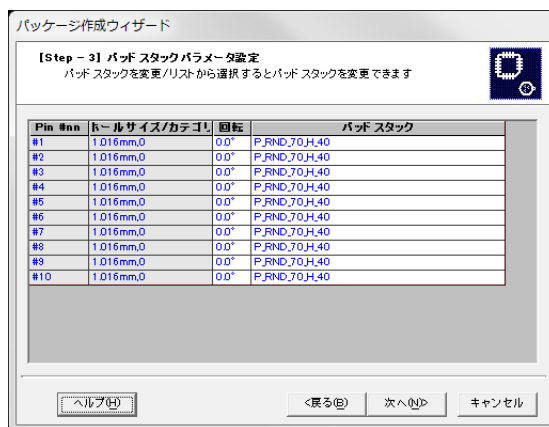 パッケージ作成ウィザード
[Step - 3] パッド スタックパラメータ設定
パッド スタックを変更/リストから選択するとパッド スタックを変更できます
Pin #nn ホールサイズ/カテゴリ 回転 パッド スタック
#1 1.016mm,0 0.0° P_RND_70_H_40
#2 1.016mm,0 0.0° P_RND_70_H_40
#3 1.016mm,0 0.0° P_RND_70_H_40
#4 1.016mm,0 0.0° P_RND_70_H_40
#5 1.016mm,0 0.0° P_RND_70_H_40
#6 1.016mm,0 0.0° P_RND_70_H_40
#7 1.016mm,0 0.0° P_RND_70_H_40
#8 1.016mm,0 0.0° P_RND_70_H_40
#9 1.016mm,0 0.0° P_RND_70_H_40
#10 1.016mm,0 0.0° P_RND_70_H_40
ヘルプ(H) <戻る(B) 次へ(N)> キャンセル